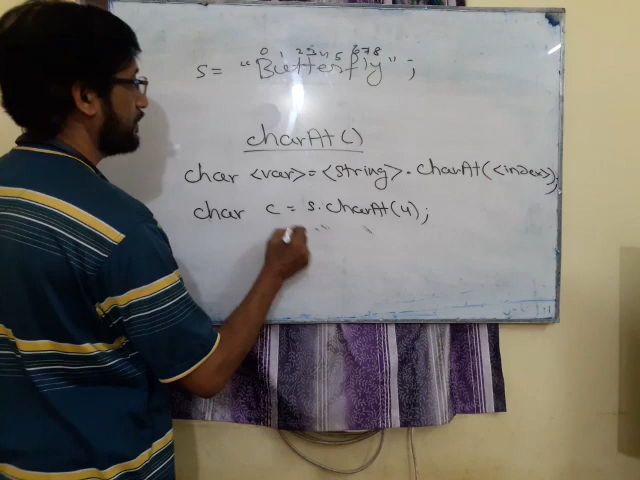 0 1 2 3 4 5 6 7 8
s = "Butterfly";
charAt()
char <var> = <string>.charAt(<index>);
char c = s.charAt(4);